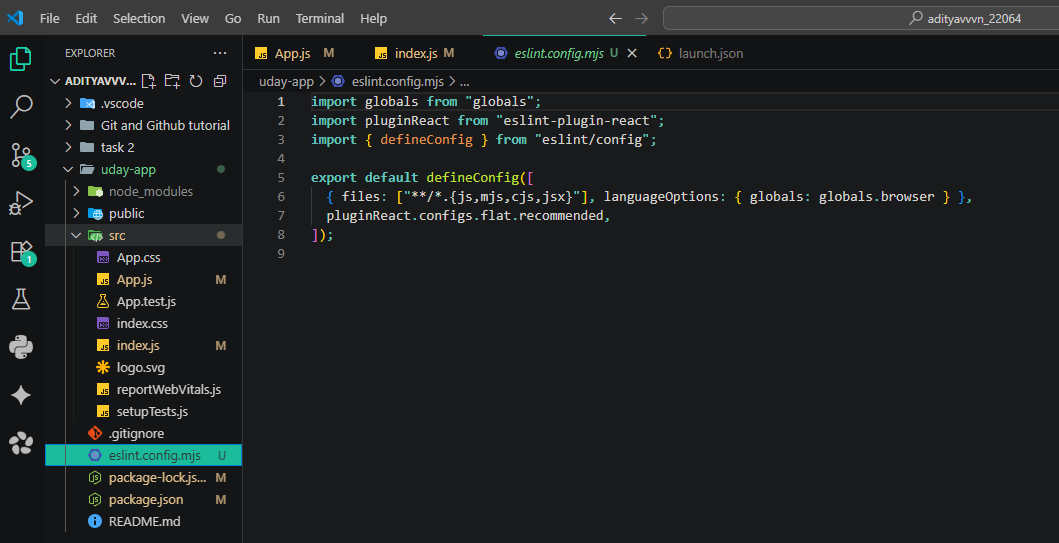 File Edit Selection View Go Run Terminal Help
adityavvvn_22064
EXPLORER ...
ADITYAVVV...
.vscode
Git and Github tutorial
task 2
uday-app
node_modules
public
src
App.css
App.js M
App.test.js
index.css
index.js M
logo.svg
reportWebVitals.js
setupTests.js
.gitignore
eslint.config.mjs U
package-lock.js... M
package.json M
README.md
5
1
App.js M index.js M eslint.config.mjs U launch.json
uday-app > eslint.config.mjs > ...
1 import globals from "globals";
2 import pluginReact from "eslint-plugin-react";
3 import { defineConfig } from "eslint/config";
4
5 export default defineConfig([
6 { files: ["**/*.{js,mjs,cjs,jsx}"], languageOptions: { globals: globals.browser } },
7 pluginReact.configs.flat.recommended,
8 ]);
9